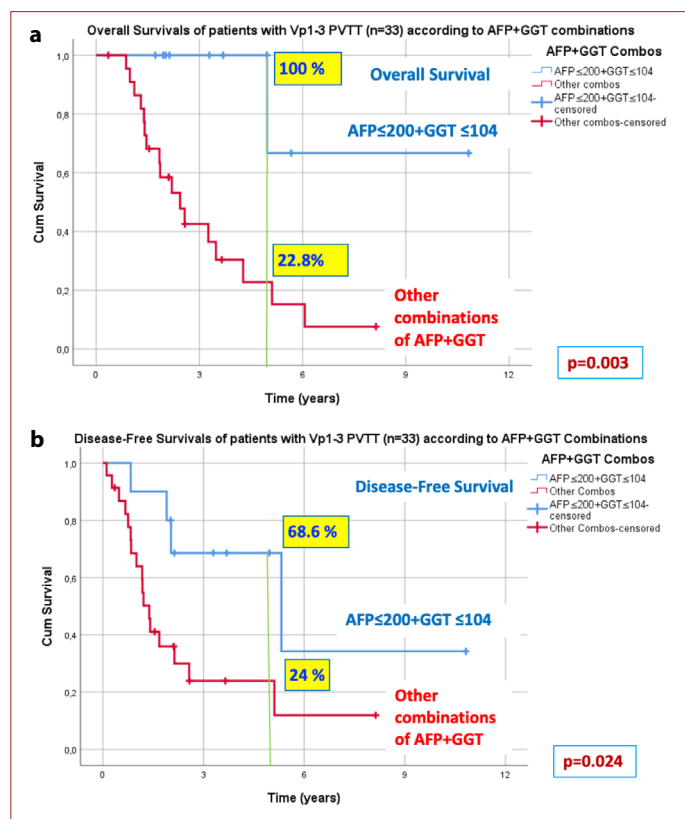 a
Overall Survivals of patients with Vp1-3 PVTT (n=33) according to AFP+GGT combinations
AFP+GGT Combos
AFP≤200+GGT≤104
Other combos
AFP≤200+GGT≤104-
censored
Other combos-censored
1,0
0,8
0,6
0,4
0,2
0,0
Cum Survival
100 %
Overall Survival
AFP≤200+GGT ≤104
22.8%
Other
combinations
of AFP+GGT
p=0.003
0
3
6
9
12
Time (years)
b
Disease-Free Survivals of patients with Vp1-3 PVTT (n=33) according to AFP+GGT Combinations
AFP+GGT Combos
AFP≤200+GGT≤104
Other Combos
AFP≤200+GGT≤104-
censored
Other Combos-censored
1,0
0,8
0,6
0,4
0,2
0,0
Cum Survival
Disease-Free Survival
68.6 %
AFP≤200+GGT ≤104
24 %
Other
combinations
of AFP+GGT
p=0.024
0
3
6
9
12
Time (years)